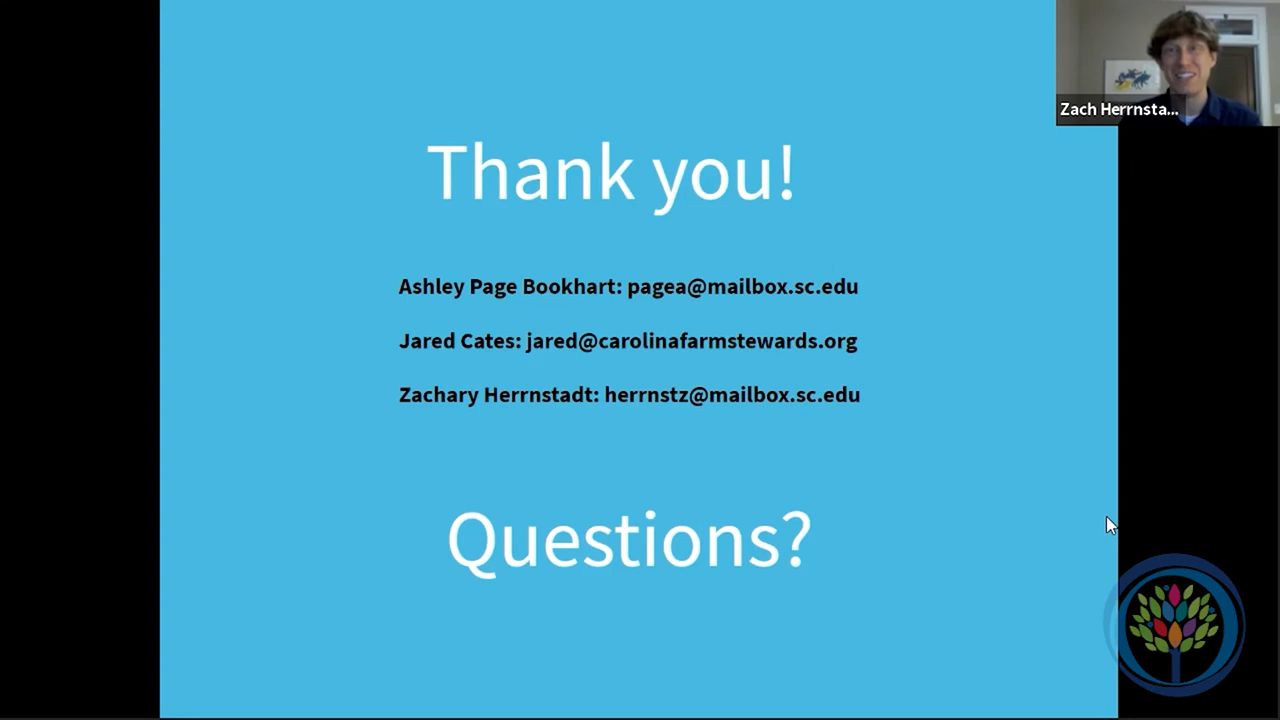 Zach Herrnsta...
Thank you!
Ashley Page Bookhart: pagea@mailbox.sc.edu
Jared Cates: jared@carolinafarmstewards.org
Zachary Herrnstadt: herrnstz@mailbox.sc.edu
Questions?